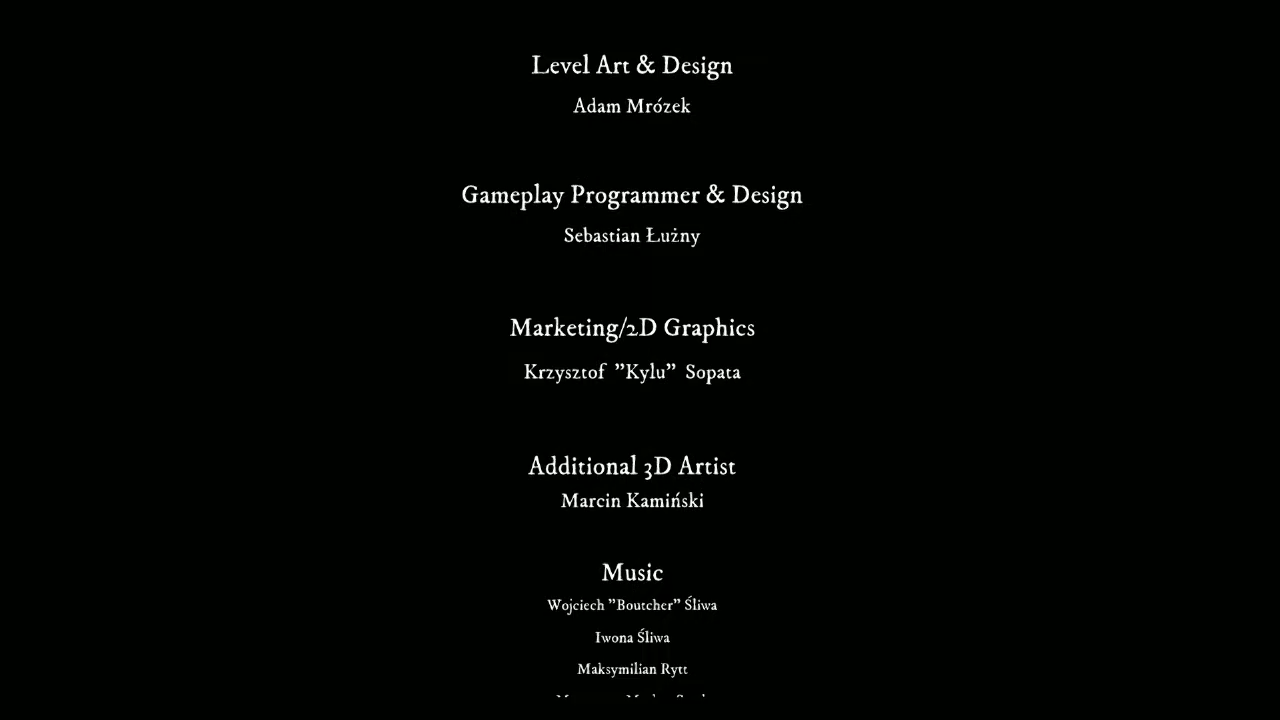 Level Art & Design
Adam Mrózek
Gameplay Programmer & Design
Sebastian Łużny
Marketing/2D Graphics
Krzysztof "Kylu" Sopata
Additional 3D Artist
Marcin Kamiński
Music
Wojciech "Boutcher" Śliwa
Iwona Śliwa
Maksymilian Rytt